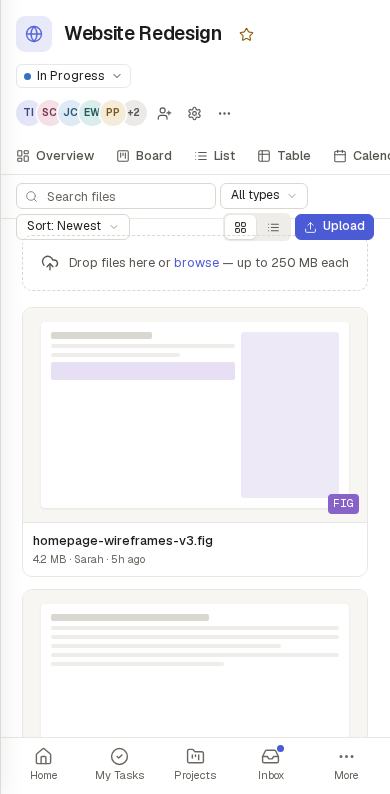 Website Redesign
In Progress
TI SC JC EW PP +2
Overview Board List Table Calend
Search files All types
Sort: Newest Upload
Drop files here or browse — up to 250 MB each
FIG
homepage-wireframes-v3.fig
4.2 MB · Sarah · 5h ago
Home My Tasks Projects Inbox More